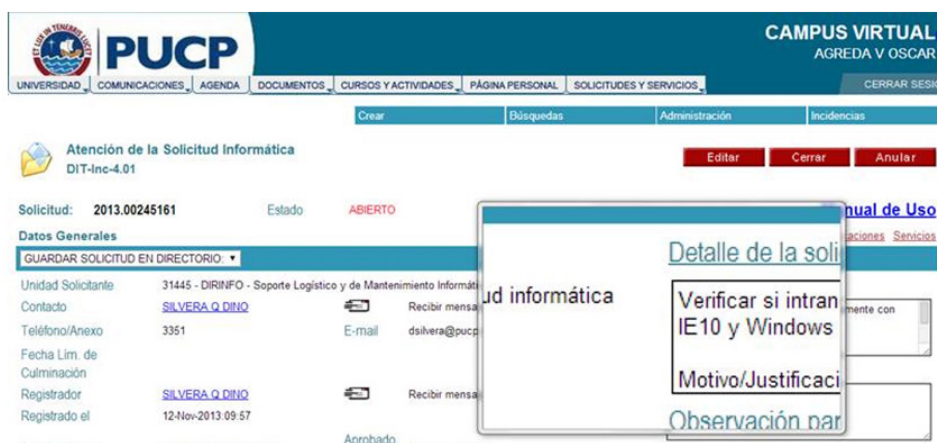 ET LUX IN TENEBRIS LUCET
PUCP
CAMPUS VIRTUAL
AGREDA V OSCAR
UNIVERSIDAD COMUNICACIONES AGENDA DOCUMENTOS CURSOS Y ACTIVIDADES PÁGINA PERSONAL SOLICITUDES Y SERVICIOS CERRAR SESI
Crear Búsquedas Administración Incidencias
Atención de la Solicitud Informática
DIT-Inc-4.01
Editar Cerrar Anular
Solicitud: 2013.00245161 Estado ABIERTO
nual de Uso
Datos Generales
aciones Servicios
GUARDAR SOLICITUD EN DIRECTORIO:
Unidad Solicitante 31445 - DIRINFO - Soporte Logístico y de Mantenimiento Informáti
Contacto SILVERA Q DINO Recibir mensa
mente con
Teléfono/Anexo 3351 E-mail dsilvera@pucp
Fecha Lím. de
Culminación
Registrador SILVERA Q DINO Recibir mensa
Registrado el 12-Nov-2013:09:57
Aprobado
Detalle de la soli
ud informática
Verificar si intran
IE10 y Windows
Motivo/Justificaci
Observación par